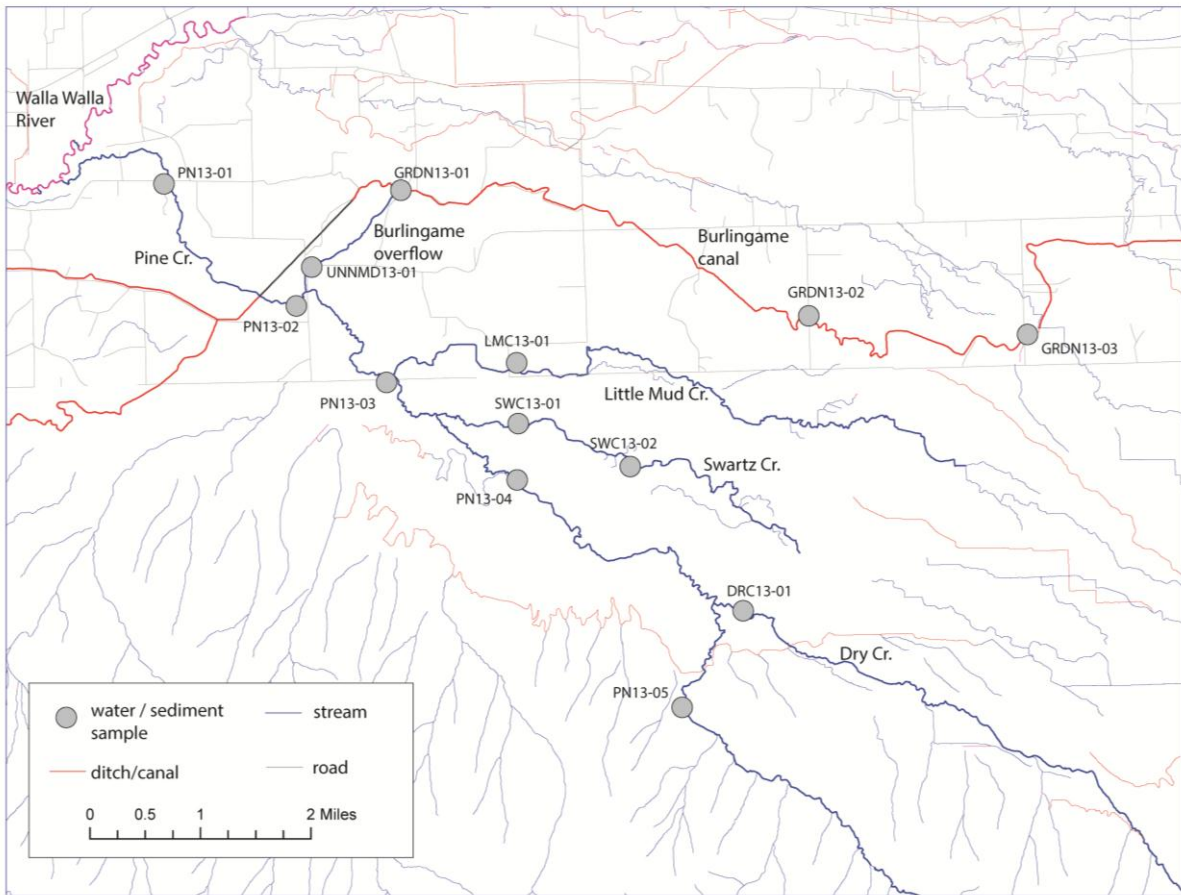 Walla Walla
River
PN13-01
GRDN13-01
Pine Cr.
Burlingame
overflow
Burlingame
canal
UNNMD13-01
PN13-02
GRDN13-02
GRDN13-03
LMC13-01
PN13-03
Little Mud Cr.
SWC13-01
SWC13-02
Swartz Cr.
PN13-04
DRC13-01
Dry Cr.
PN13-05
water / sediment
sample
stream
ditch/canal
road
0 0.5 1 2 Miles